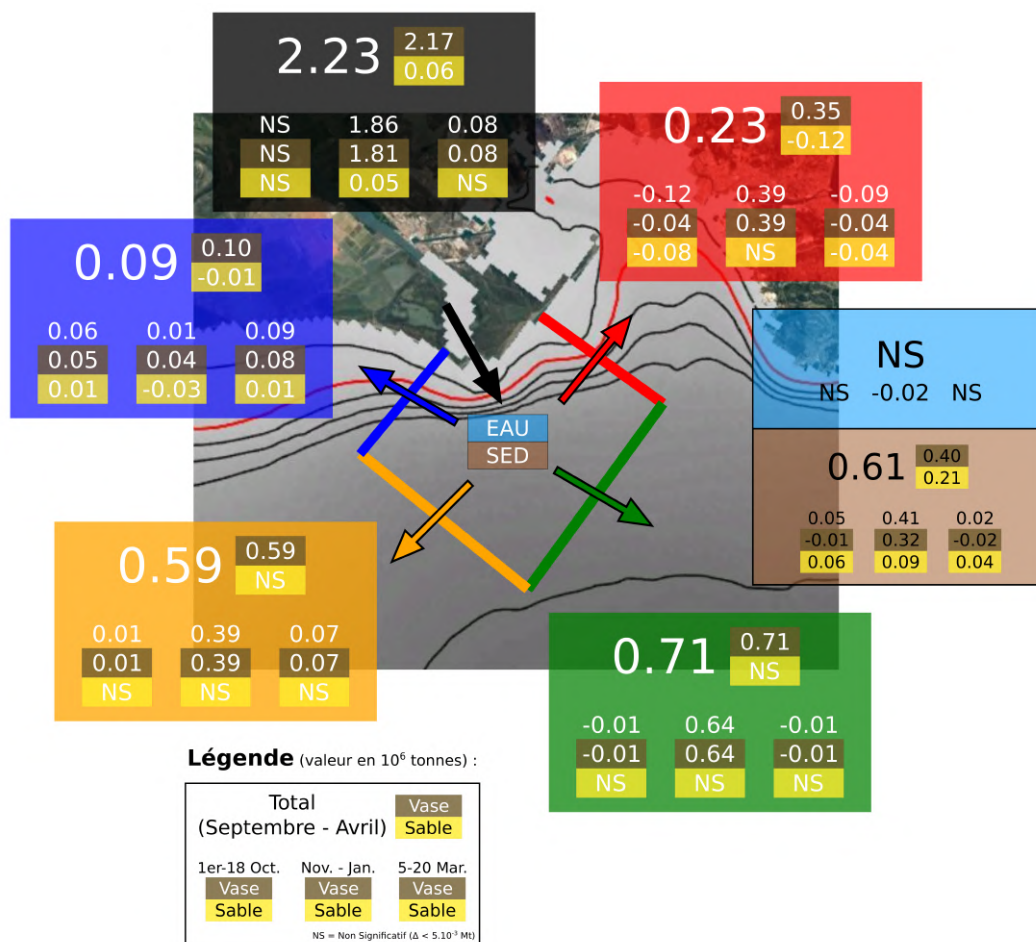 2.23
2.17
0.06
NS 1.86 0.08
NS 1.81 0.08
NS 0.05 NS
0.23
0.35
-0.12
-0.12 0.39 -0.09
-0.04 0.39 -0.04
-0.08 NS -0.04
0.09
0.10
-0.01
0.06 0.01 0.09
0.05 0.04 0.08
0.01 -0.03 0.01
NS
NS -0.02 NS
EAU
SED
0.61
0.40
0.21
0.05 0.41 0.02
-0.01 0.32 -0.02
0.06 0.09 0.04
0.59
0.59
NS
0.01 0.39 0.07
0.01 0.39 0.07
NS NS NS
0.71
0.71
NS
-0.01 0.64 -0.01
-0.01 0.64 -0.01
NS NS NS
Légende (valeur en 10⁶ tonnes) :
Total
(Septembre - Avril)
Vase
Sable
1er-18 Oct. Nov. - Jan. 5-20 Mar.
Vase Vase Vase
Sable Sable Sable
NS = Non Significatif (Δ < 5.10⁻³ Mt)